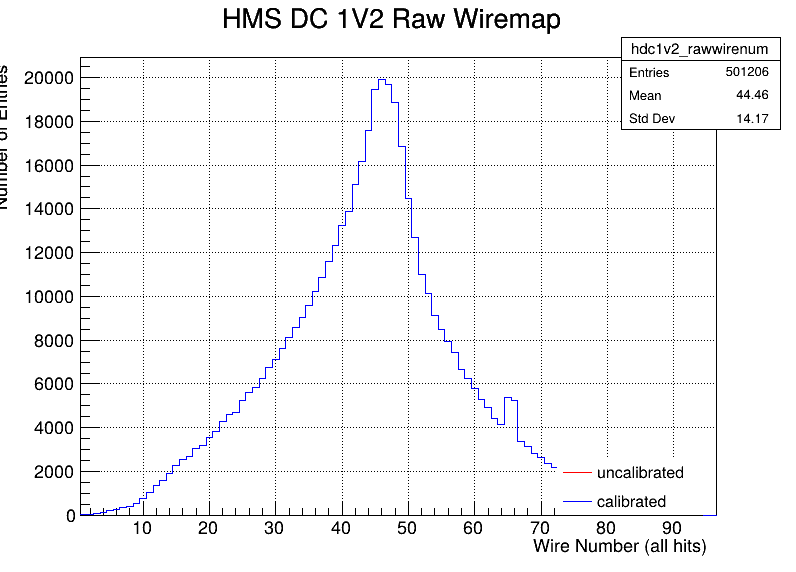 HMS DC 1V2 Raw Wiremap
hdc1v2_rawwirenum
Entries 501206
Mean 44.46
Std Dev 14.17
Number of Entries
20000
18000
16000
14000
12000
10000
8000
6000
4000
2000
0
uncalibrated
calibrated
10 20 30 40 50 60 70 80 90
Wire Number (all hits)